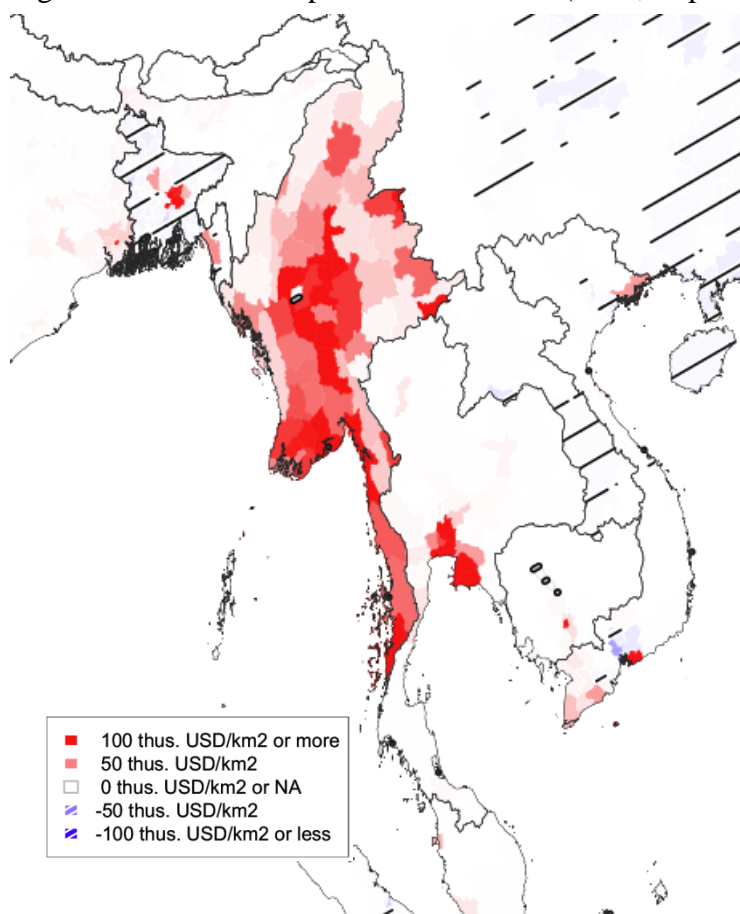 100 thus. USD/km2 or more
50 thus. USD/km2
0 thus. USD/km2 or NA
-50 thus. USD/km2
-100 thus. USD/km2 or less